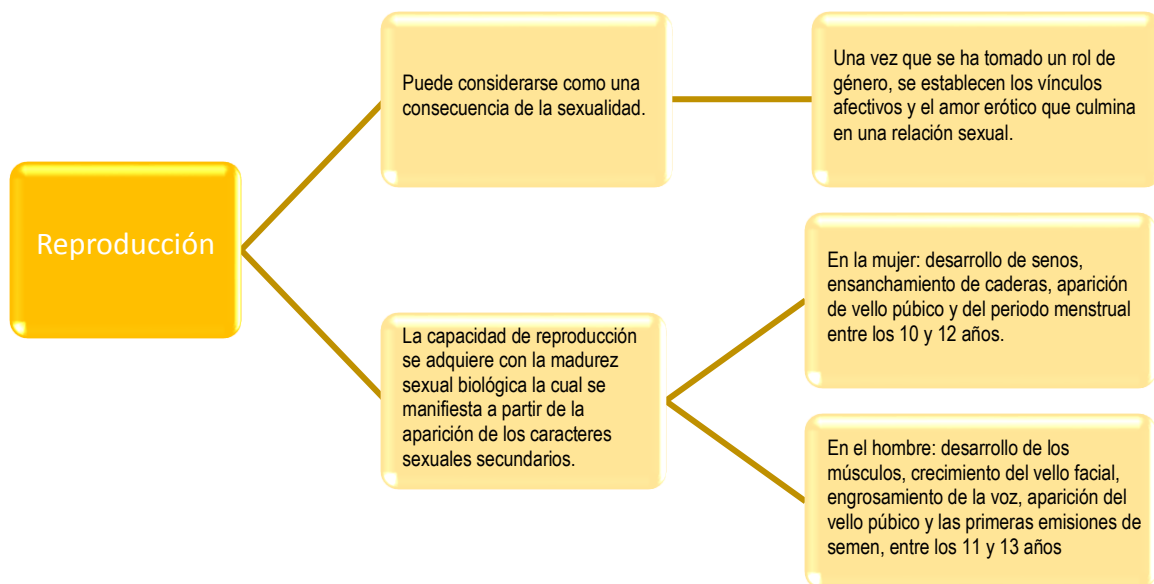 Reproducción
Puede considerarse como una
consecuencia de la sexualidad.
Una vez que se ha tomado un rol de
género, se establecen los vínculos
afectivos y el amor erótico que culmina
en una relación sexual.
La capacidad de reproducción
se adquiere con la madurez
sexual biológica la cual se
manifiesta a partir de la
aparición de los caracteres
sexuales secundarios.
En la mujer: desarrollo de senos,
ensanchamiento de caderas, aparición
de vello púbico y del periodo menstrual
entre los 10 y 12 años.
En el hombre: desarrollo de los
músculos, crecimiento del vello facial,
engrosamiento de la voz, aparición del
vello púbico y las primeras emisiones de
semen, entre los 11 y 13 años